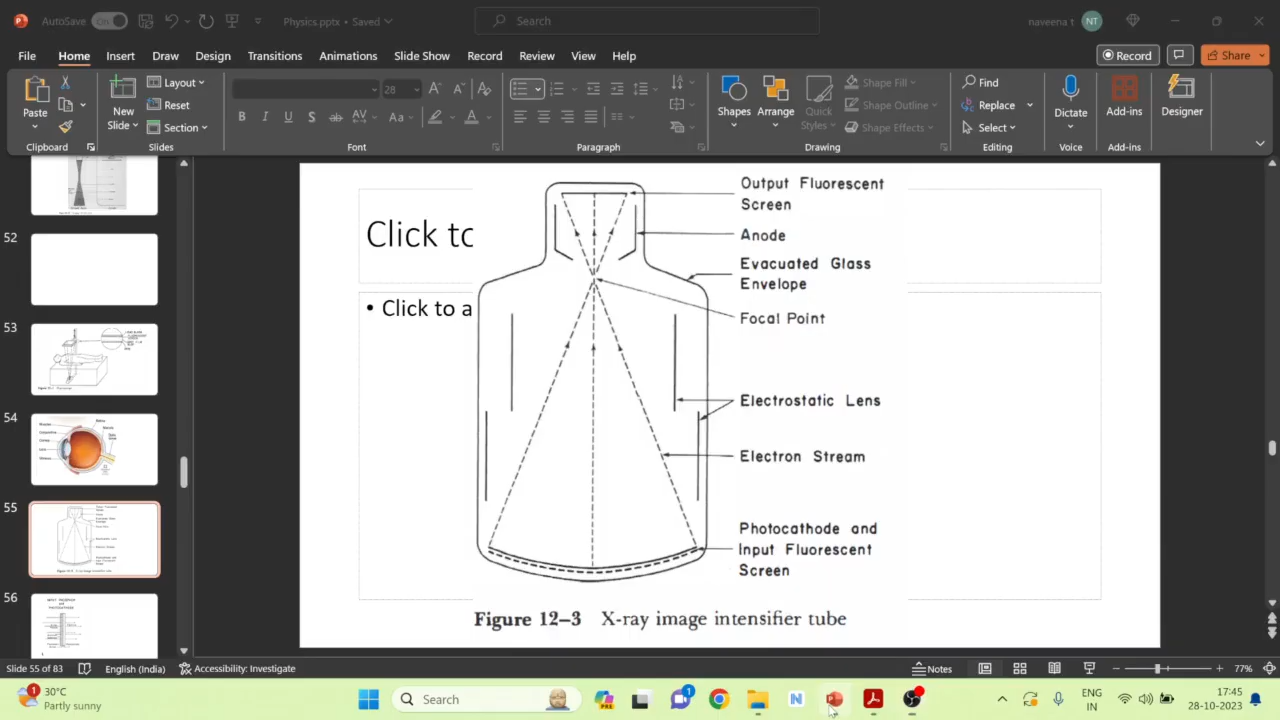 AutoSave On Physics.pptx • Saved Search naveena t NT
File Home Insert Draw Design Transitions Animations Slide Show Record Review View Help Record Share
Paste New Slide Layout Reset Section 28 Shapes Arrange Quick Styles Shape Fill Shape Outline Shape Effects Find Replace Select Dictate Add-ins Designer
Clipboard Slides Font Paragraph Drawing Editing Voice Add-ins
52
53
54
55
56
Click to
• Click to a
Output Fluorescent
Screen
Anode
Evacuated Glass
Envelope
Focal Point
Electrostatic Lens
Electron Stream
Photocathode and
Input Fluorescent
Screen
Figure 12–3 X-ray image intensifier tube
Slide 55 of 83 English (India) Accessibility: Investigate Notes 77%
1 30°C Partly sunny Search 1 ENG IN 17:45 28-10-2023